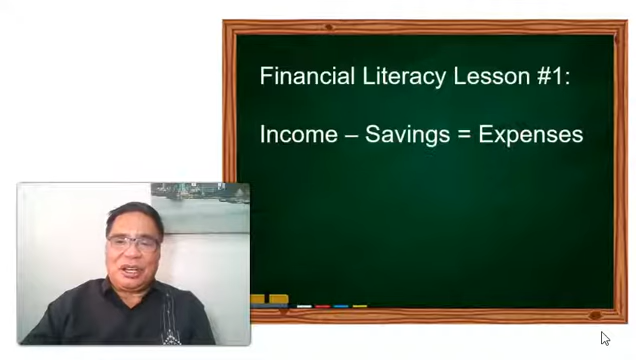 Financial Literacy Lesson #1:
Income – Savings = Expenses